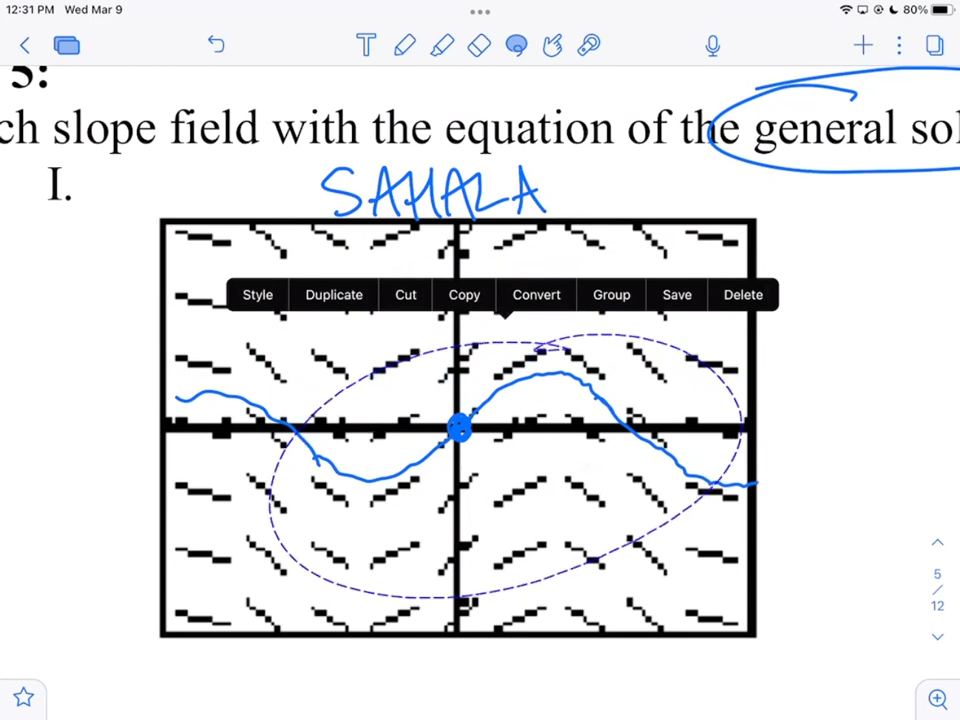 12:31 PM Wed Mar 9
80%
5:
ch slope field with the equation of the general sol
I.
SAHALA
Style Duplicate Cut Copy Convert Group Save Delete
5
/
12